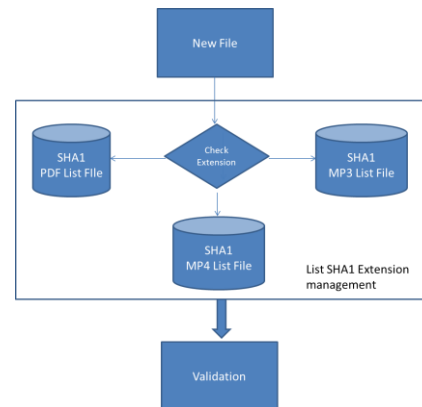 New File
Check
Extension
SHA1
PDF List FIle
SHA1
MP3 List File
SHA1
MP4 List File
List SHA1 Extension
management
Validation